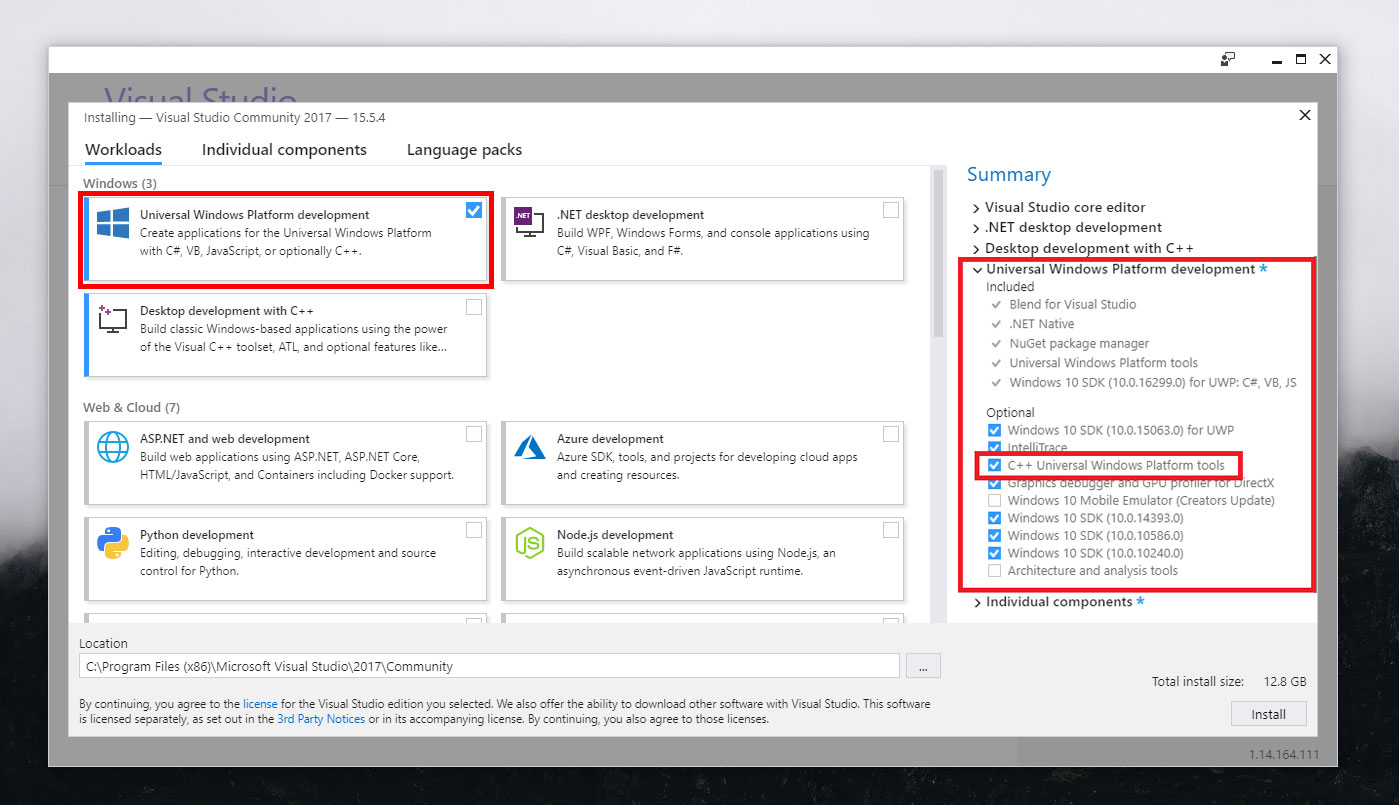 Visual Studio
Installing — Visual Studio Community 2017 — 15.5.4
Workloads
Individual components
Language packs
Windows (3)
Universal Windows Platform development
Create applications for the Universal Windows Platform
with C#, VB, JavaScript, or optionally C++.
.NET
.NET desktop development
Build WPF, Windows Forms, and console applications using
C#, Visual Basic, and F#.
Desktop development with C++
Build classic Windows-based applications using the power
of the Visual C++ toolset, ATL, and optional features like...
Web & Cloud (7)
ASP.NET and web development
Build web applications using ASP.NET, ASP.NET Core,
HTML/JavaScript, and Containers including Docker support.
Azure development
Azure SDK, tools, and projects for developing cloud apps
and creating resources.
Python development
Editing, debugging, interactive development and source
control for Python.
JS
Node.js development
Build scalable network applications using Node.js, an
asynchronous event-driven JavaScript runtime.
Summary
Visual Studio core editor
.NET desktop development
Desktop development with C++
Universal Windows Platform development *
Included
Blend for Visual Studio
.NET Native
NuGet package manager
Universal Windows Platform tools
Windows 10 SDK (10.0.16299.0) for UWP: C#, VB, JS
Optional
Windows 10 SDK (10.0.15063.0) for UWP
IntelliTrace
C++ Universal Windows Platform tools
Graphics debugger and GPU profiler for DirectX
Windows 10 Mobile Emulator (Creators Update)
Windows 10 SDK (10.0.14393.0)
Windows 10 SDK (10.0.10586.0)
Windows 10 SDK (10.0.10240.0)
Architecture and analysis tools
Individual components *
Location
C:\Program Files (x86)\Microsoft Visual Studio\2017\Community
...
By continuing, you agree to the license for the Visual Studio edition you selected. We also offer the ability to download other software with Visual Studio. This software
is licensed separately, as set out in the 3rd Party Notices or in its accompanying license. By continuing, you also agree to those licenses.
Total install size: 12.8 GB
Install
1.14.164.111